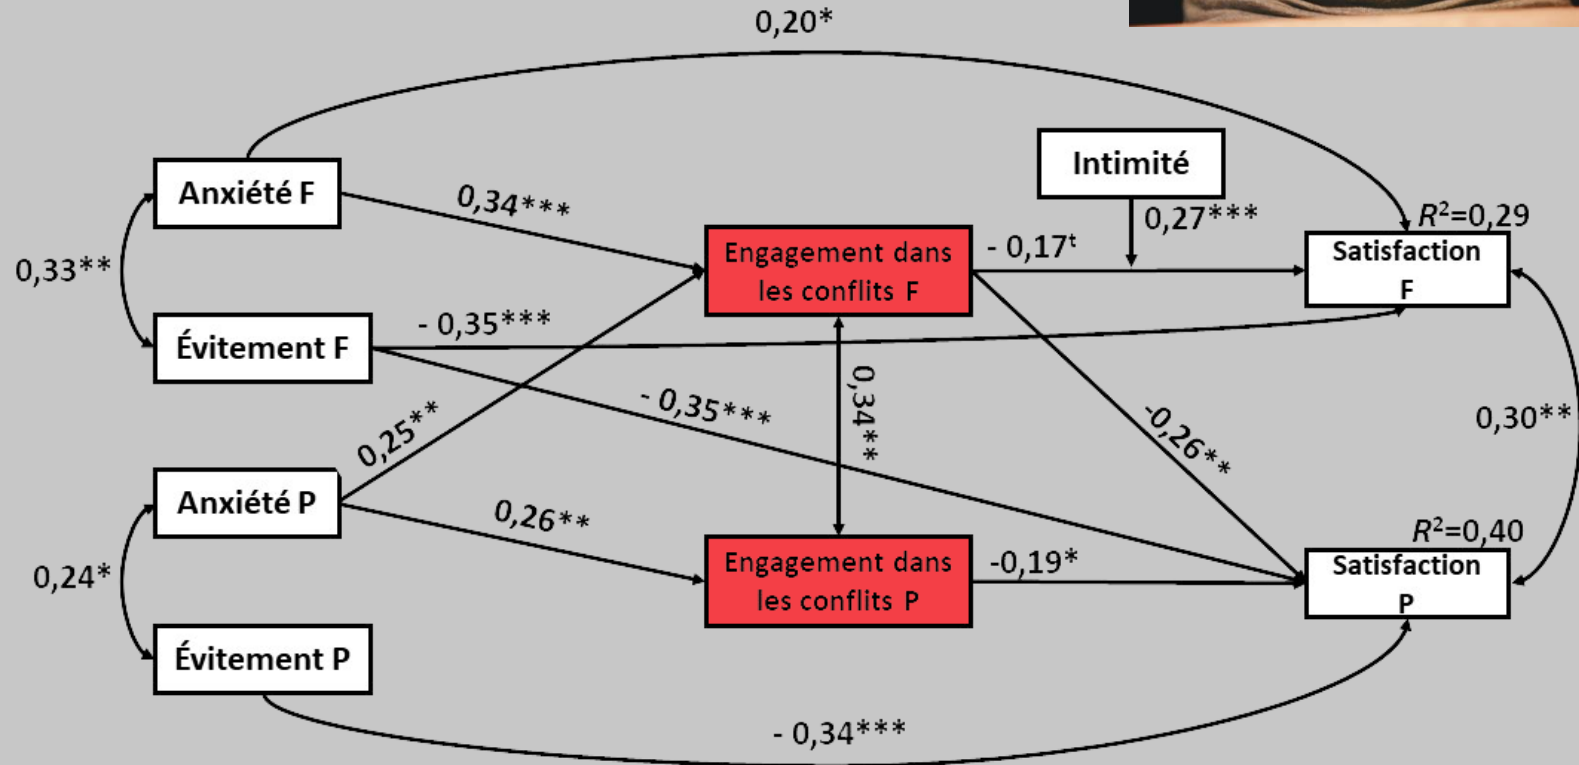 0,20*
Intimité
Anxiété F
0,34***
0,27***
R²=0,29
Engagement dans
les conflits F
- 0,17ᵗ
Satisfaction
F
0,33**
Évitement F
- 0,35***
- 0,35***
0,34**
-0,26**
0,30**
0,25**
Anxiété P
0,26**
R²=0,40
Engagement dans
les conflits P
-0,19*
Satisfaction
P
0,24*
Évitement P
- 0,34***